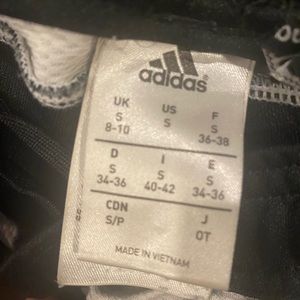 adidas
UK US F
S S S
8-10 36-38
D I E
S S S
34-36 40-42 34-36
CDN J
S/P OT
MADE IN VIETNAM